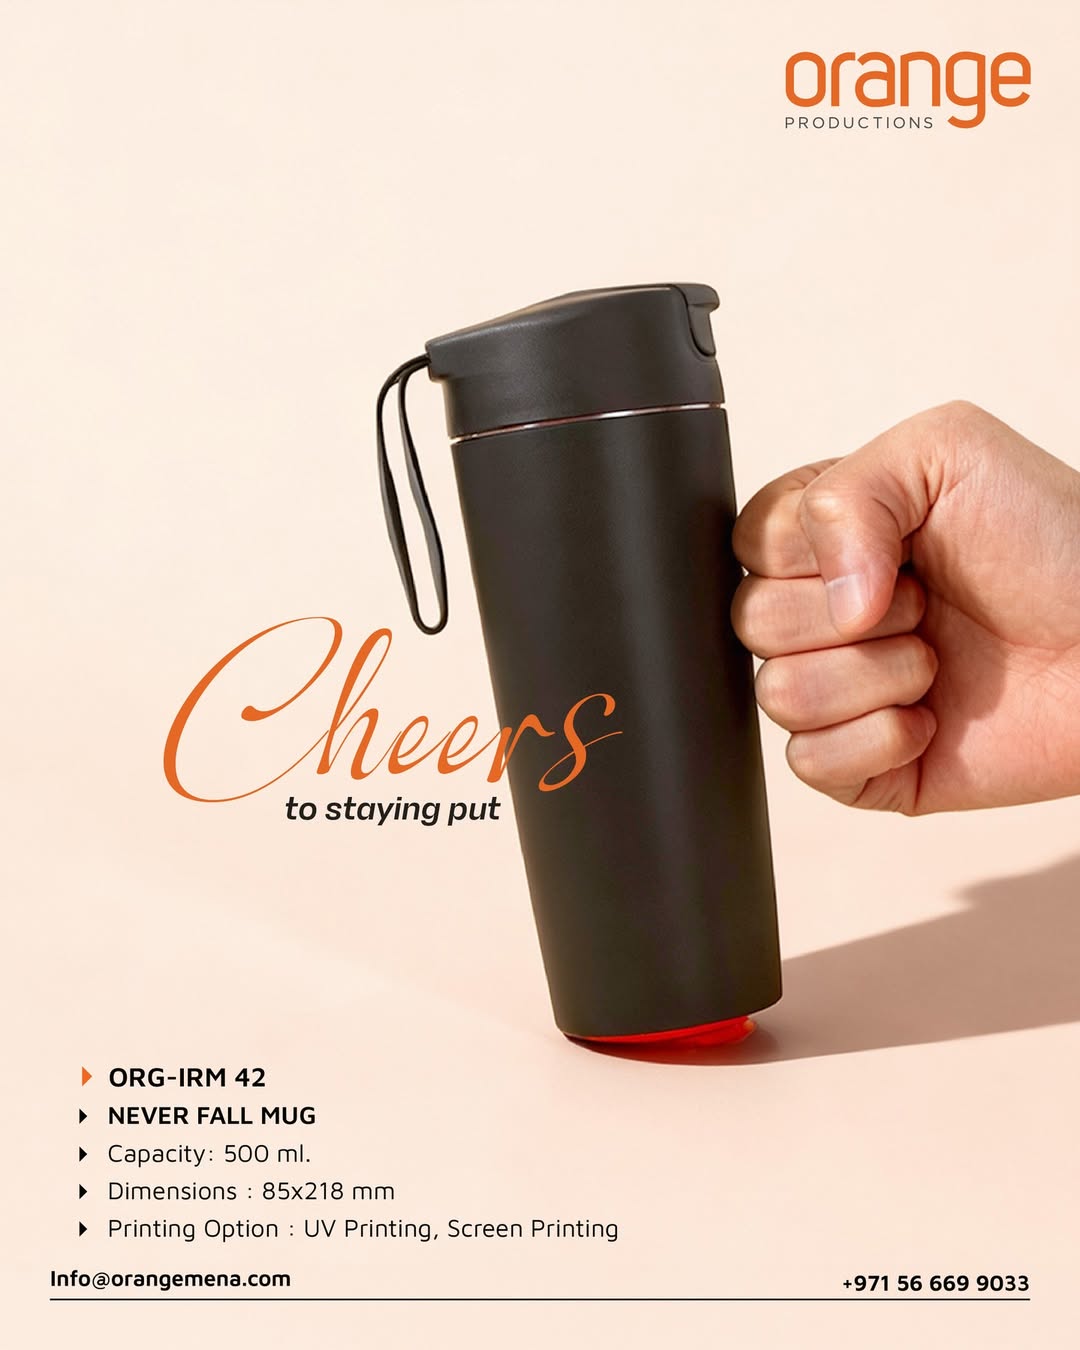 orange
PRODUCTIONS
Cheers
to staying put
ORG-IRM 42
NEVER FALL MUG
Capacity: 500 ml.
Dimensions : 85x218 mm
Printing Option : UV Printing, Screen Printing
Info@orangemena.com
+971 56 669 9033